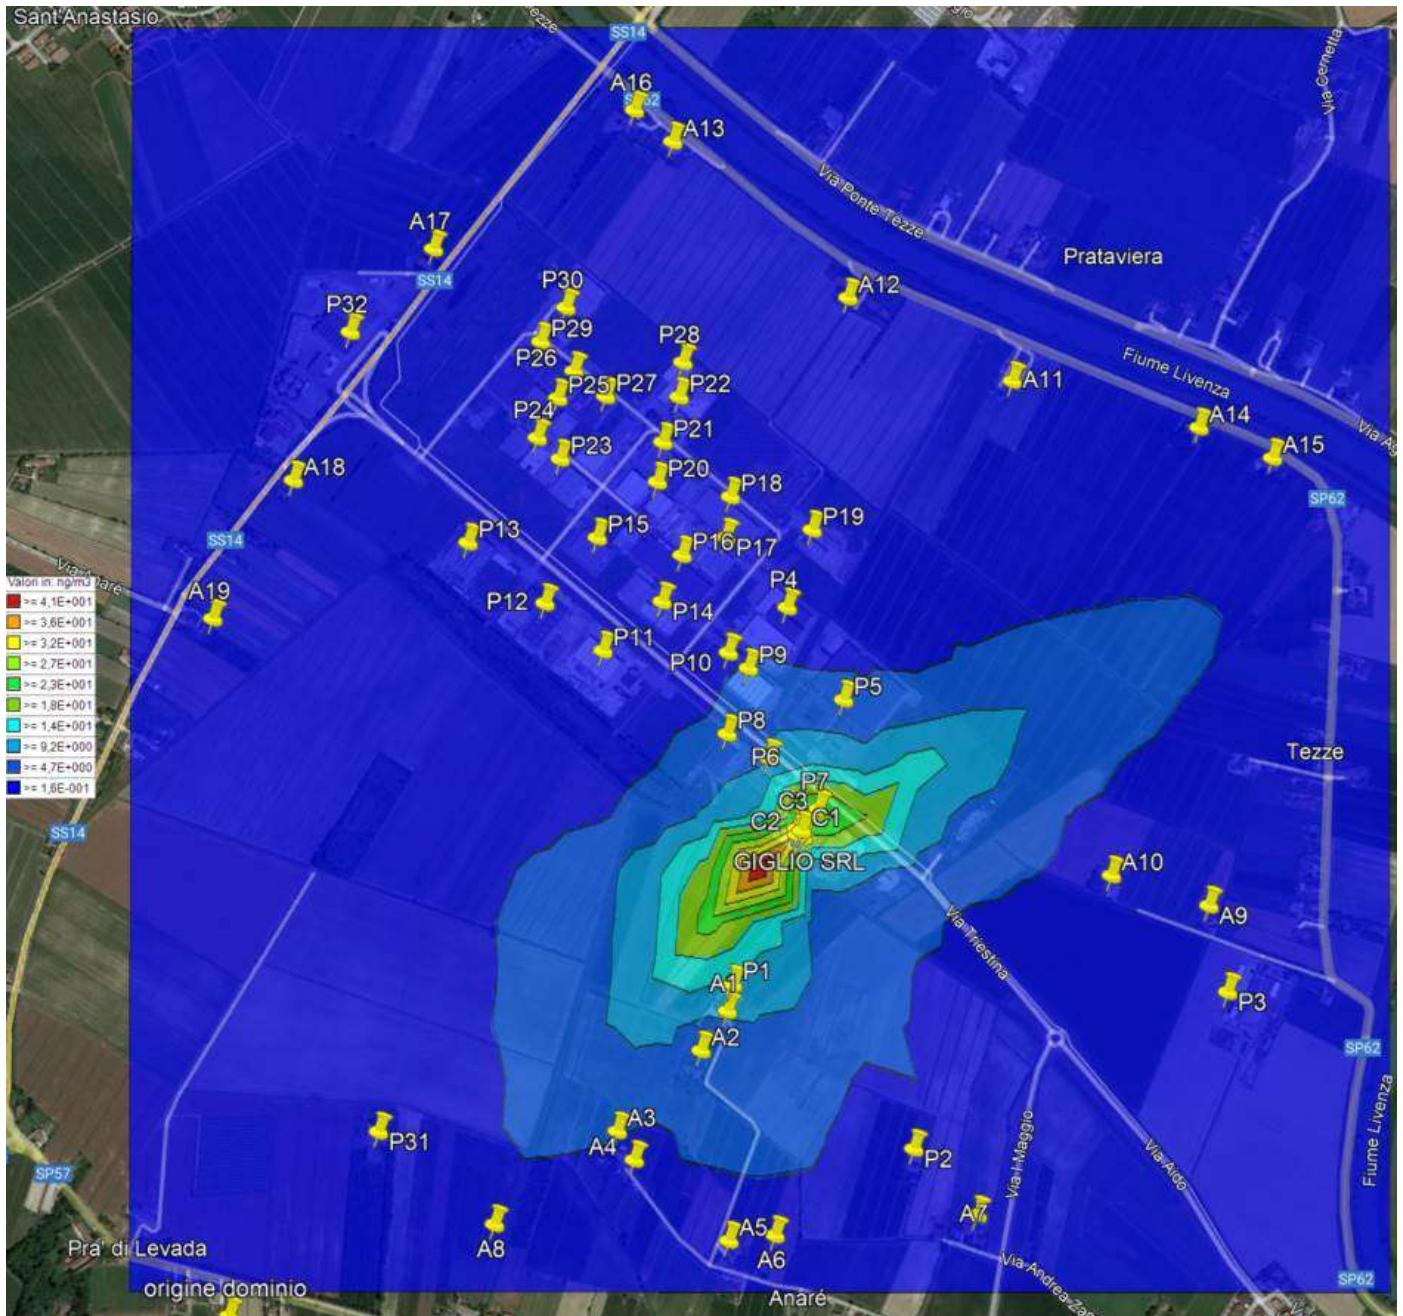 Sant'Anastasio
SS14
A16
A13
Via Cernetta
Via Ponte Tezze
A17
SS14
Prataviera
P30
A12
P32
P29
P28
Fiume Livenza
P26
P25
P27
P22
A11
P24
P21
A14
P23
A15
A18
P20
P18
SP62
P13
P15
P19
SS14
P16
P17
Via Anaré
Valori in: ng/m3
>= 4,1E+001
>= 3,6E+001
>= 3,2E+001
>= 2,7E+001
>= 2,3E+001
>= 1,8E+001
>= 1,4E+001
>= 9,2E+000
>= 4,7E+000
>= 1,6E-001
A19
P12
P14
P4
P11
P10
P9
P5
P8
P6
Tezze
P7
C3
C2
C1
SS14
GIGLIO SRL
A10
A9
Via Triestina
P1
A1
P3
A2
SP62
A3
A4
P31
P2
Via I Maggio
Via Aido
Fiume Livenza
SP57
A7
A8
A5
A6
Pra' di Levada
origine dominio
Anaré
SP62